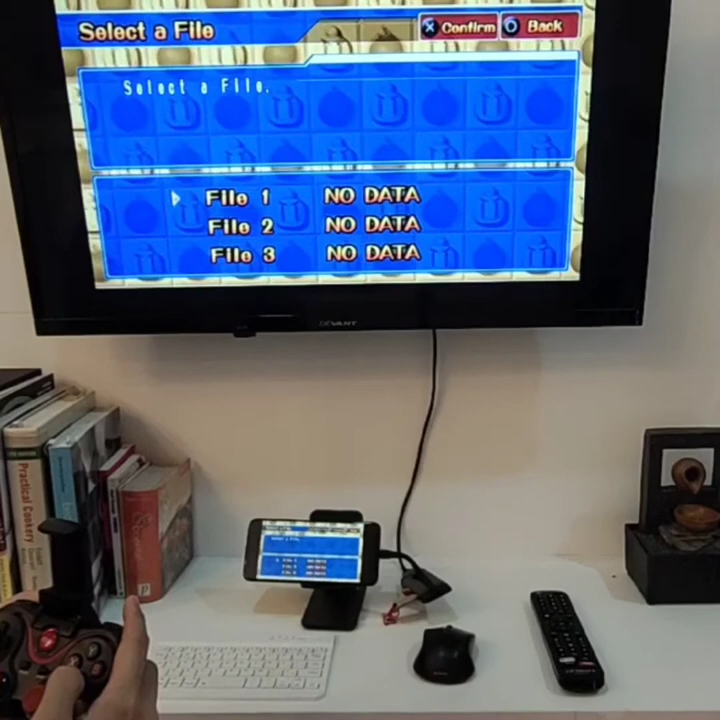 Select a File
Confirm
Back
Select a File.
File 1 NO DATA
File 2 NO DATA
File 3 NO DATA
DEVANT
Practical Cookery